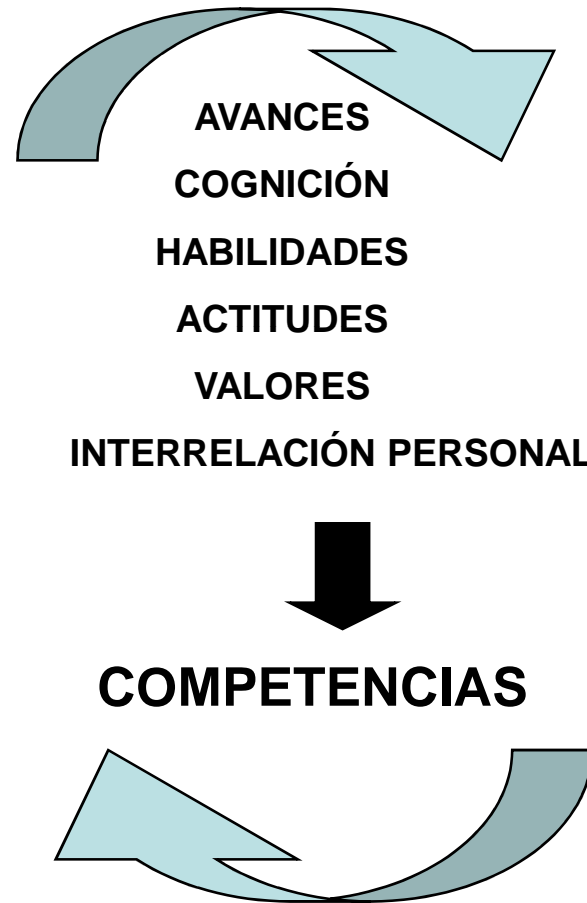 AVANCES
COGNICIÓN
HABILIDADES
ACTITUDES
VALORES
INTERRELACIÓN PERSONAL
COMPETENCIAS